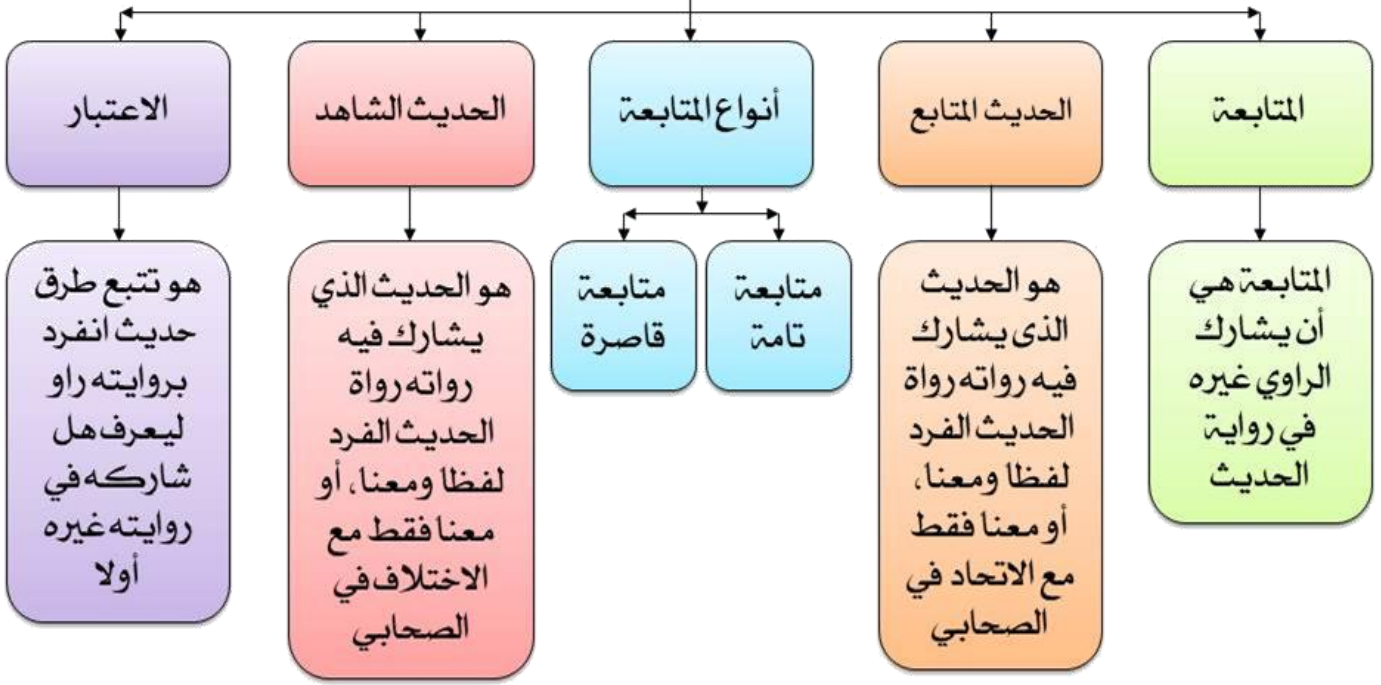 المتابعة
الحديث المتابع
أنواع المتابعة
الحديث الشاهد
الاعتبار
المتابعة هي
أن يشارك
الراوي غيره
في رواية
الحديث
هو الحديث
الذى يشارك
فيه رواته رواة
الحديث الفرد
لفظا ومعنا،
أو معنا فقط
مع الاتحاد في
الصحابي
متابعة
تامة
متابعة
قاصرة
هو الحديث الذي
يشارك فيه
رواته رواة
الحديث الفرد
لفظا ومعنا، أو
معنا فقط مع
الاختلاف في
الصحابي
هو تتبع طرق
حديث انفرد
بروايته راو
ليعرف هل
شاركه في
روايته غيره
أولا